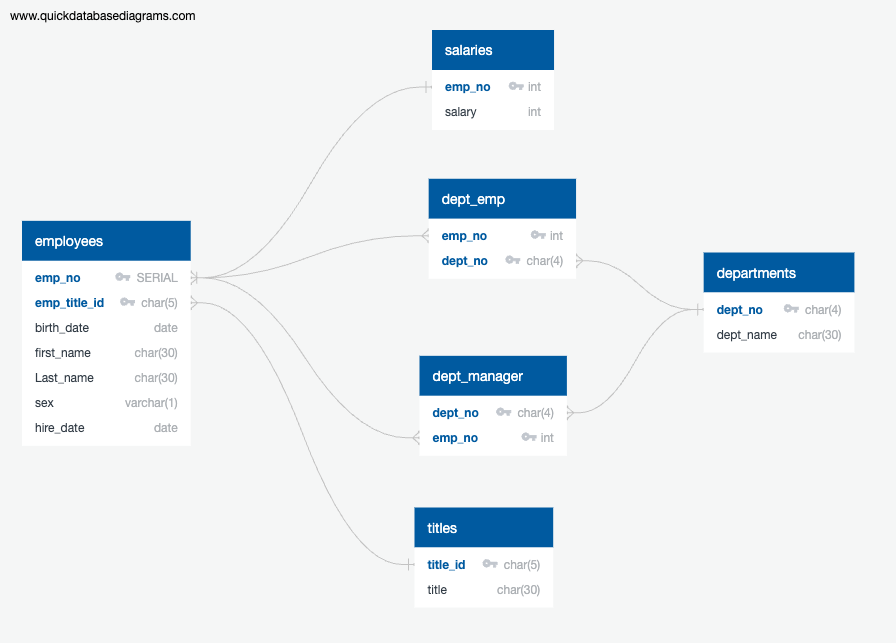 www.quickdatabasediagrams.com
salaries
emp_no int
salary int
dept_emp
emp_no int
dept_no char(4)
employees
emp_no SERIAL
emp_title_id char(5)
birth_date date
first_name char(30)
Last_name char(30)
sex varchar(1)
hire_date date
departments
dept_no char(4)
dept_name char(30)
dept_manager
dept_no char(4)
emp_no int
titles
title_id char(5)
title char(30)